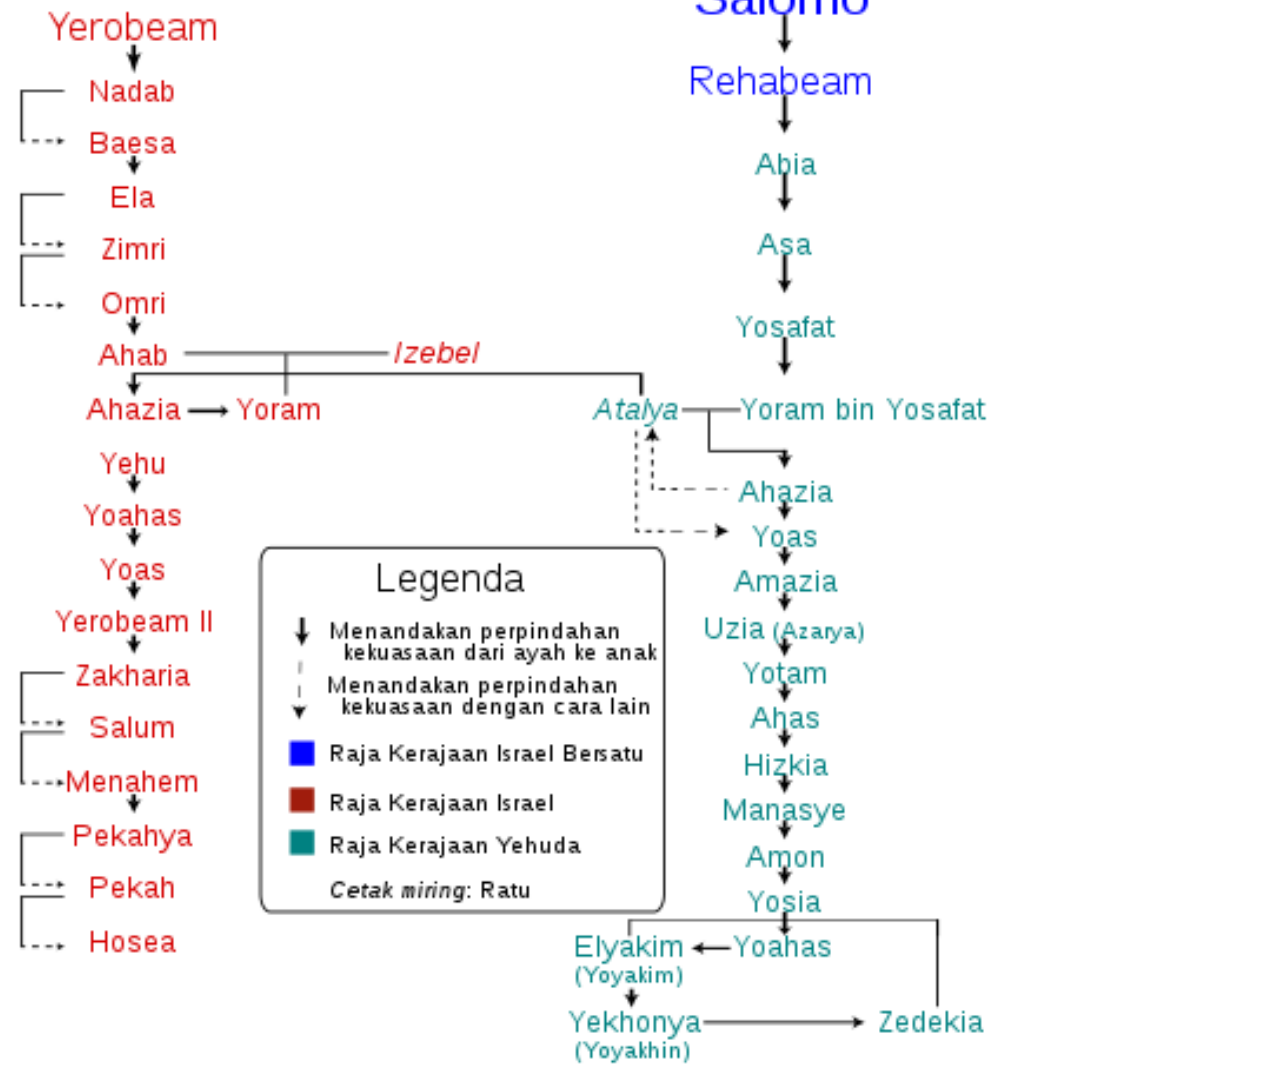 Salomo
Yerobeam
Rehabeam
Nadab
Baesa
Abia
Ela
Asa
Zimri
Omri
Yosafat
Ahab
Izebel
Ahazia
Yoram
Atalya
Yoram bin Yosafat
Yehu
Ahazia
Yoahas
Yoas
Yoas
Amazia
Yerobeam II
Uzia (Azarya)
Zakharia
Yotam
Salum
Ahas
Menahem
Hizkia
Manasye
Pekahya
Amon
Pekah
Yosia
Hosea
Elyakim
(Yoyakim)
Yoahas
Yekhonya
(Yoyakhin)
Zedekia
Legenda
Menandakan perpindahan
kekuasaan dari ayah ke anak
Menandakan perpindahan
kekuasaan dengan cara lain
Raja Kerajaan Israel Bersatu
Raja Kerajaan Israel
Raja Kerajaan Yehuda
Cetak miring: Ratu